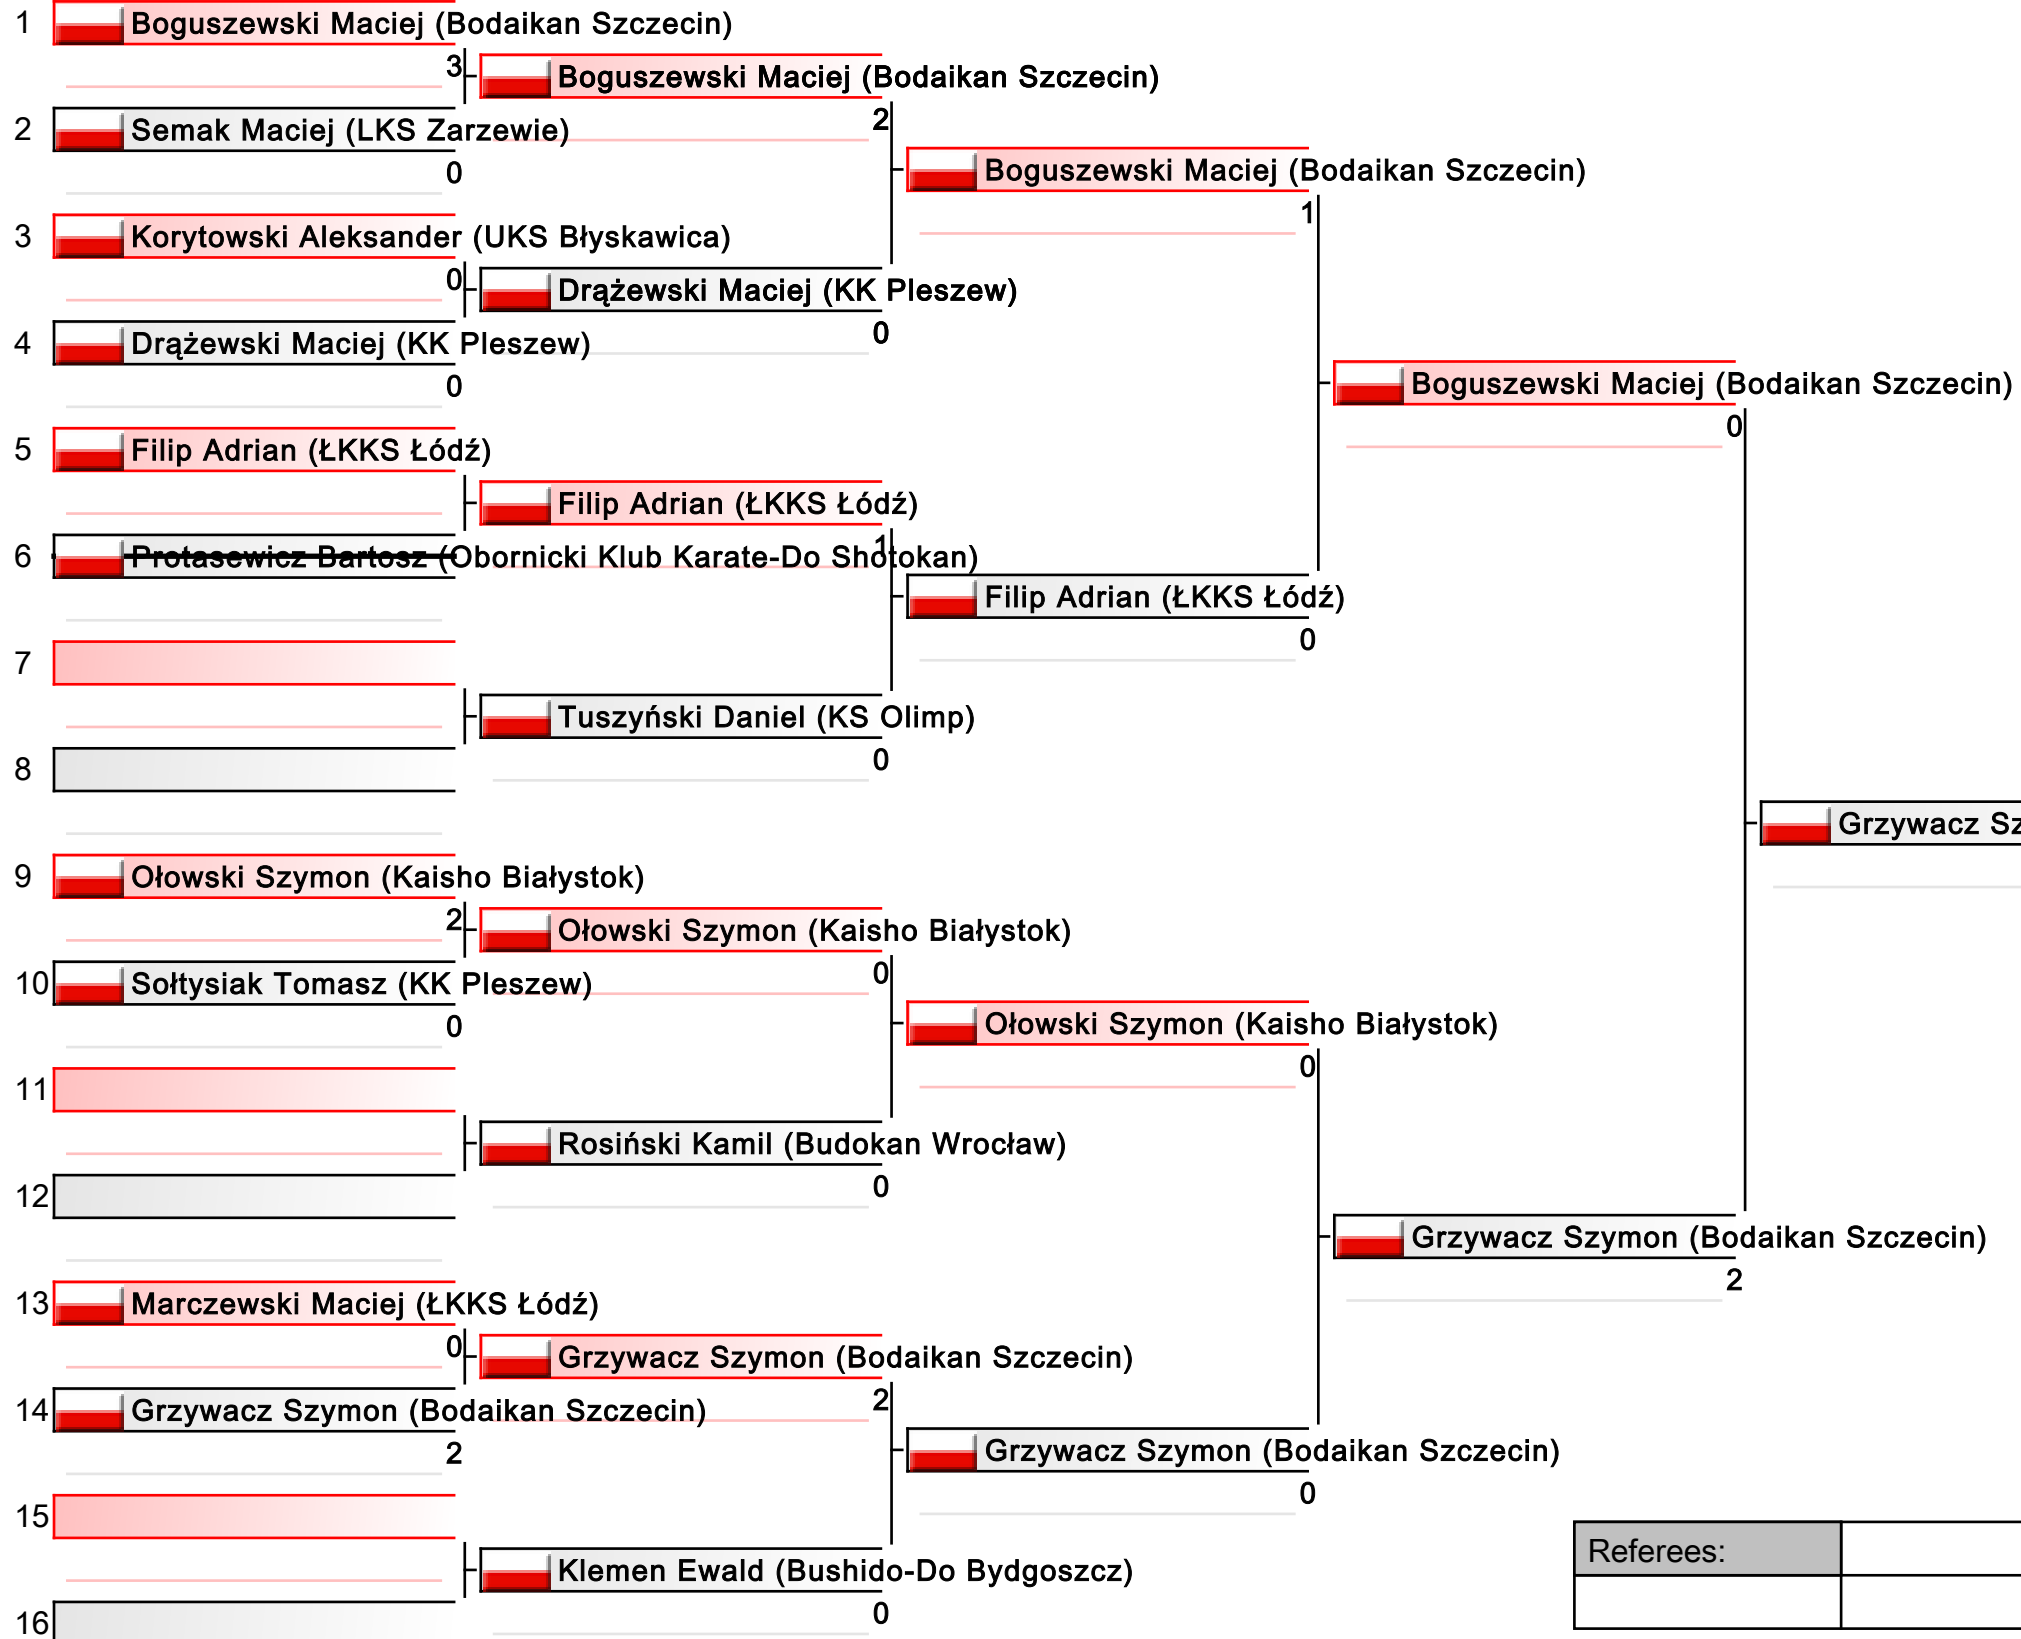 1 Boguszewski Maciej (Bodaikan Szczecin)
3 Boguszewski Maciej (Bodaikan Szczecin)
2 Semak Maciej (LKS Zarzewie)
2
0
Boguszewski Maciej (Bodaikan Szczecin)
1
3 Korytowski Aleksander (UKS Błyskawica)
0 Drążewski Maciej (KK Pleszew)
0
4 Drążewski Maciej (KK Pleszew)
0
Boguszewski Maciej (Bodaikan Szczecin)
0
5 Filip Adrian (ŁKKS Łódź)
Filip Adrian (ŁKKS Łódź)
1
6 Protasewicz Bartosz (Obornicki Klub Karate-Do Shotokan)
Filip Adrian (ŁKKS Łódź)
0
7
Tuszyński Daniel (KS Olimp)
0
8
Grzywacz Sz
9 Ołowski Szymon (Kaisho Białystok)
2 Ołowski Szymon (Kaisho Białystok)
0
10 Sołtysiak Tomasz (KK Pleszew)
0
Ołowski Szymon (Kaisho Białystok)
0
11
Rosiński Kamil (Budokan Wrocław)
0
12
Grzywacz Szymon (Bodaikan Szczecin)
2
13 Marczewski Maciej (ŁKKS Łódź)
0 Grzywacz Szymon (Bodaikan Szczecin)
2
14 Grzywacz Szymon (Bodaikan Szczecin)
2
Grzywacz Szymon (Bodaikan Szczecin)
0
15
Klemen Ewald (Bushido-Do Bydgoszcz)
0
16
Referees: